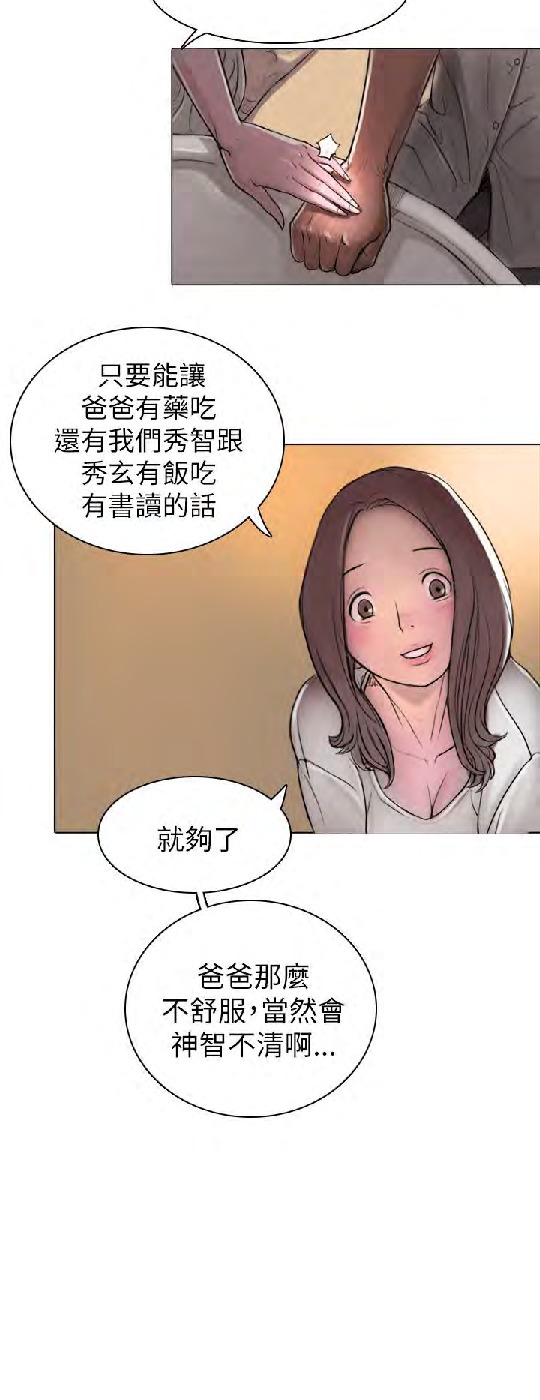 只要能讓
爸爸有藥吃
還有我們秀智跟
秀玄有飯吃
有書讀的話
就夠了
爸爸那麼
不舒服,當然會
神智不清啊...